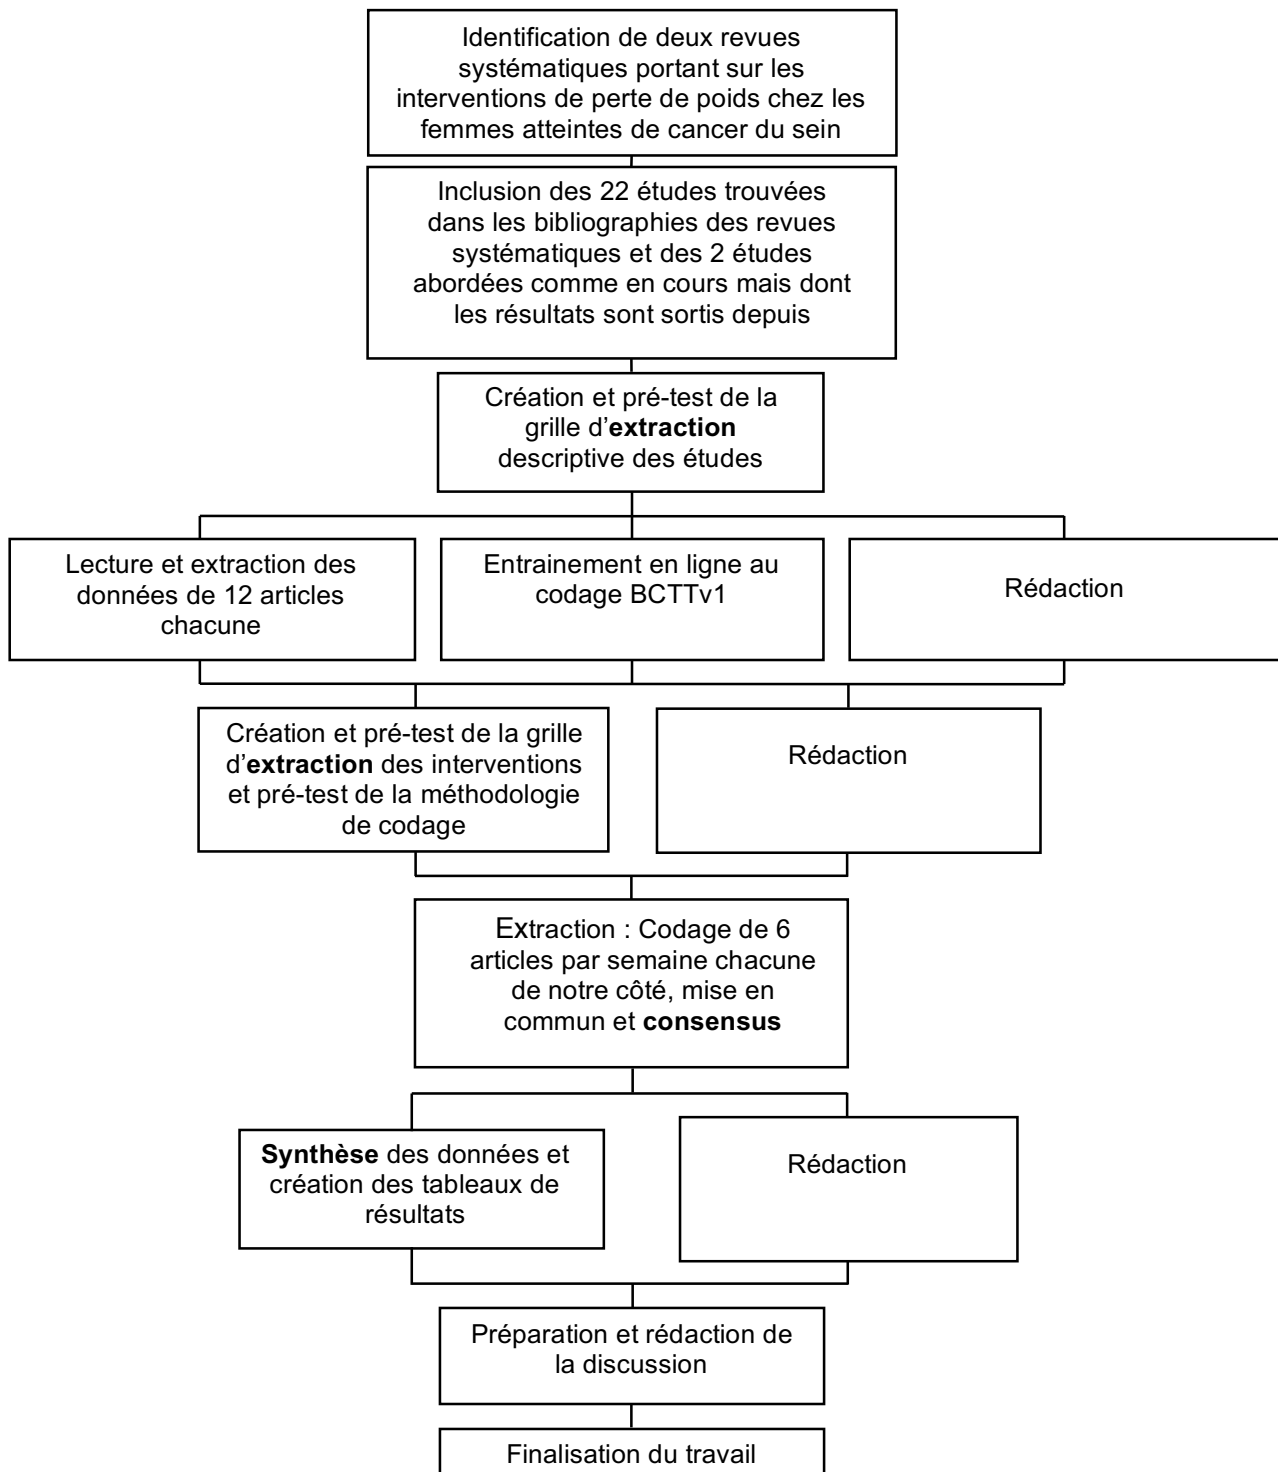 Identification de deux revues
systématiques portant sur les
interventions de perte de poids chez les
femmes atteintes de cancer du sein
Inclusion des 22 études trouvées
dans les bibliographies des revues
systématiques et des 2 études
abordées comme en cours mais dont
les résultats sont sortis depuis
Création et pré-test de la
grille d'extraction
descriptive des études
Lecture et extraction des
données de 12 articles
chacune
Entrainement en ligne au
codage BCTTv1
Rédaction
Création et pré-test de la grille
d'extraction des interventions
et pré-test de la méthodologie
de codage
Rédaction
Extraction : Codage de 6
articles par semaine chacune
de notre côté, mise en
commun et consensus
Synthèse des données et
création des tableaux de
résultats
Rédaction
Préparation et rédaction de
la discussion
Finalisation du travail